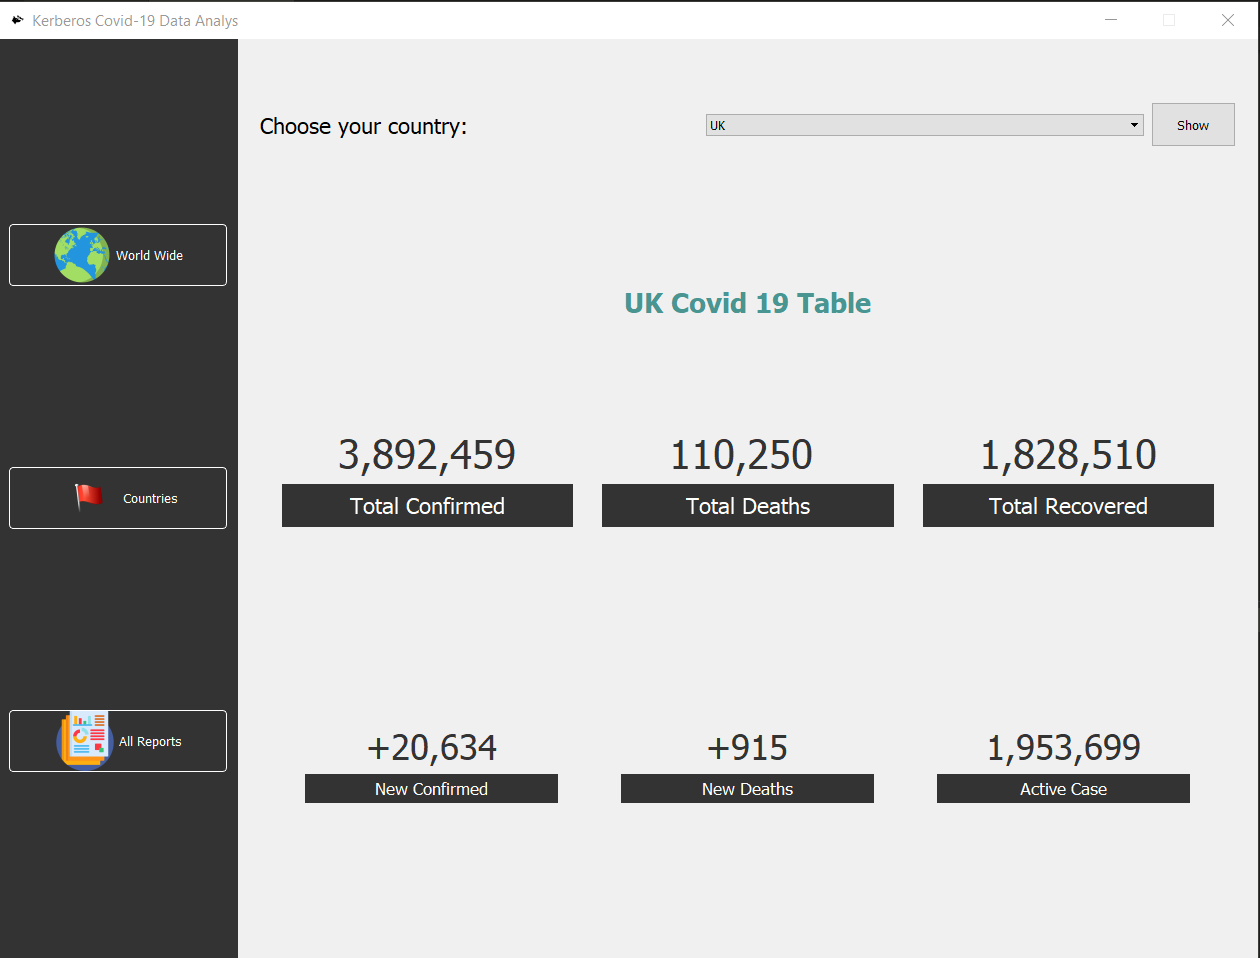 Kerberos Covid-19 Data Analys
Choose your country:
UK
Show
World Wide
UK Covid 19 Table
3,892,459
110,250
1,828,510
Total Confirmed
Total Deaths
Total Recovered
Countries
+20,634
+915
1,953,699
New Confirmed
New Deaths
Active Case
All Reports